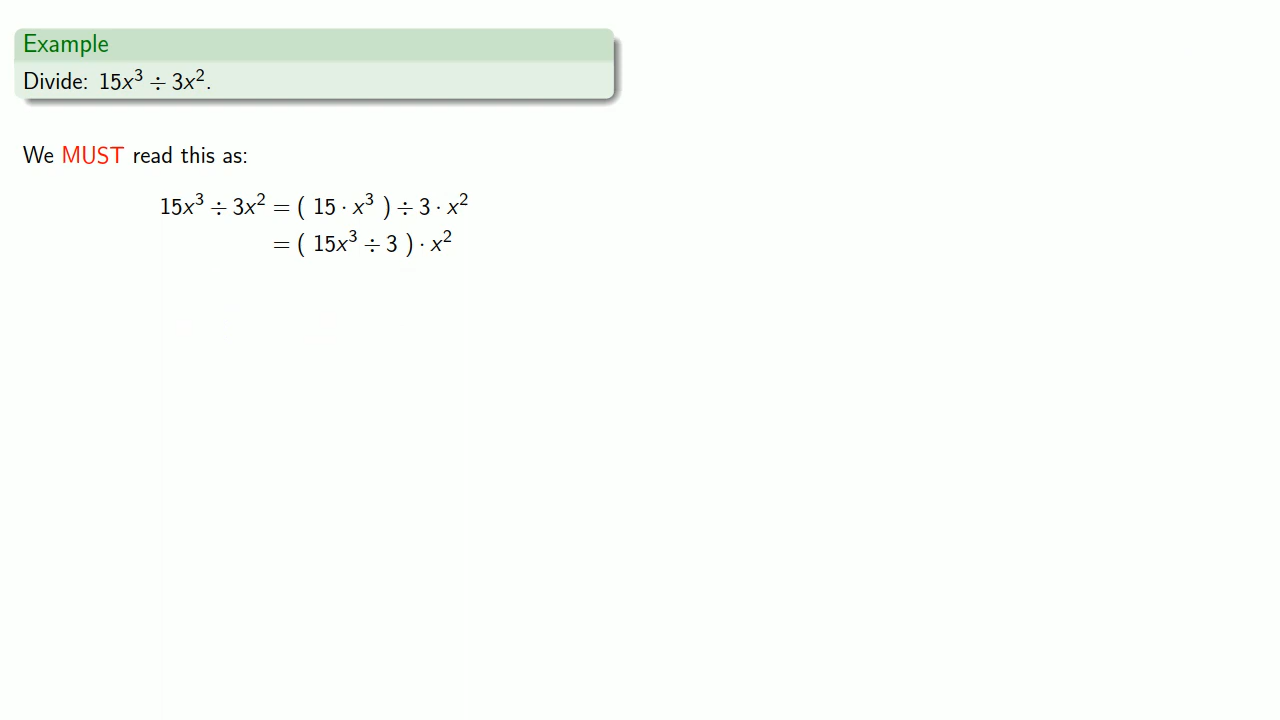 Example
Divide: 15x³ ÷ 3x².
We MUST read this as:
15x³ ÷ 3x² = ( 15 · x³ ) ÷ 3 · x²
= ( 15x³ ÷ 3 ) · x²